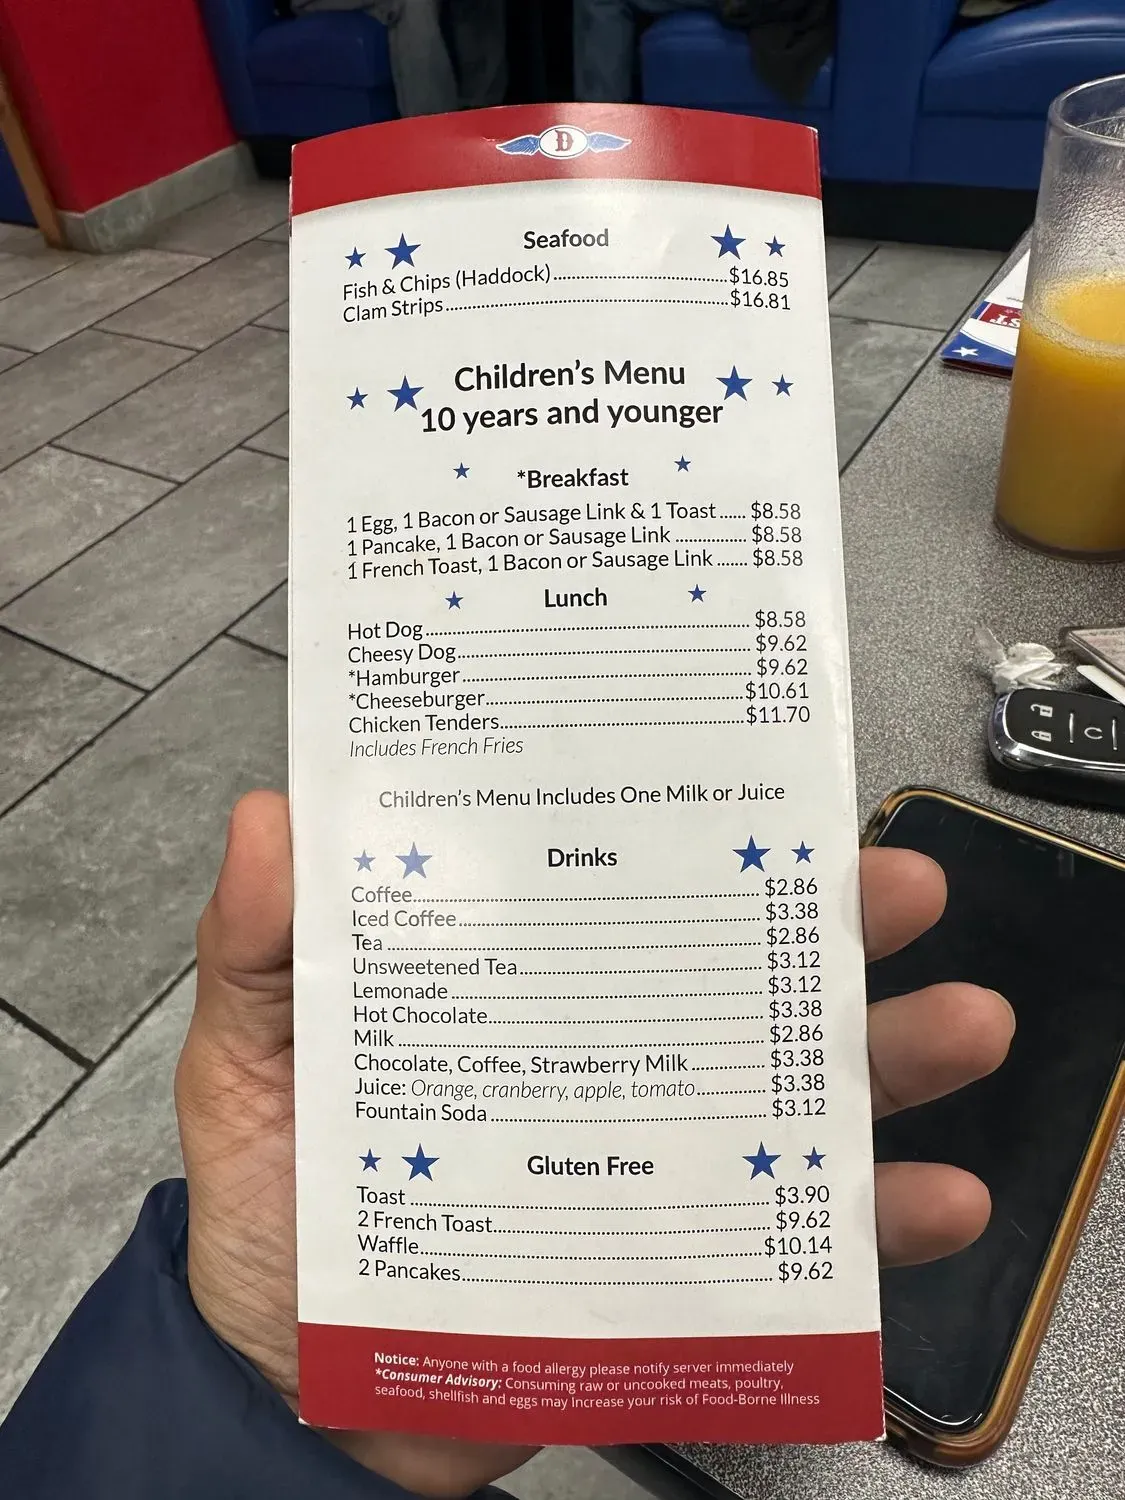 D
Seafood
Fish & Chips (Haddock)..........$16.85
Clam Strips..........$16.81
Children's Menu
10 years and younger
*Breakfast
1 Egg, 1 Bacon or Sausage Link & 1 Toast......$8.58
1 Pancake, 1 Bacon or Sausage Link..........$8.58
1 French Toast, 1 Bacon or Sausage Link.......$8.58
Lunch
Hot Dog..........$8.58
Cheesy Dog..........$9.62
*Hamburger..........$9.62
*Cheeseburger..........$10.61
Chicken Tenders..........$11.70
Includes French Fries
Children's Menu Includes One Milk or Juice
Drinks
Coffee..........$2.86
Iced Coffee..........$3.38
Tea..........$2.86
Unsweetened Tea..........$3.12
Lemonade..........$3.12
Hot Chocolate..........$3.38
Milk..........$2.86
Chocolate, Coffee, Strawberry Milk..........$3.38
Juice: Orange, cranberry, apple, tomato..........$3.38
Fountain Soda..........$3.12
Gluten Free
Toast..........$3.90
2 French Toast..........$9.62
Waffle..........$10.14
2 Pancakes..........$9.62
Notice: Anyone with a food allergy please notify server immediately
*Consumer Advisory: Consuming raw or uncooked meats, poultry,
seafood, shellfish and eggs may increase your risk of Food-Borne Illness